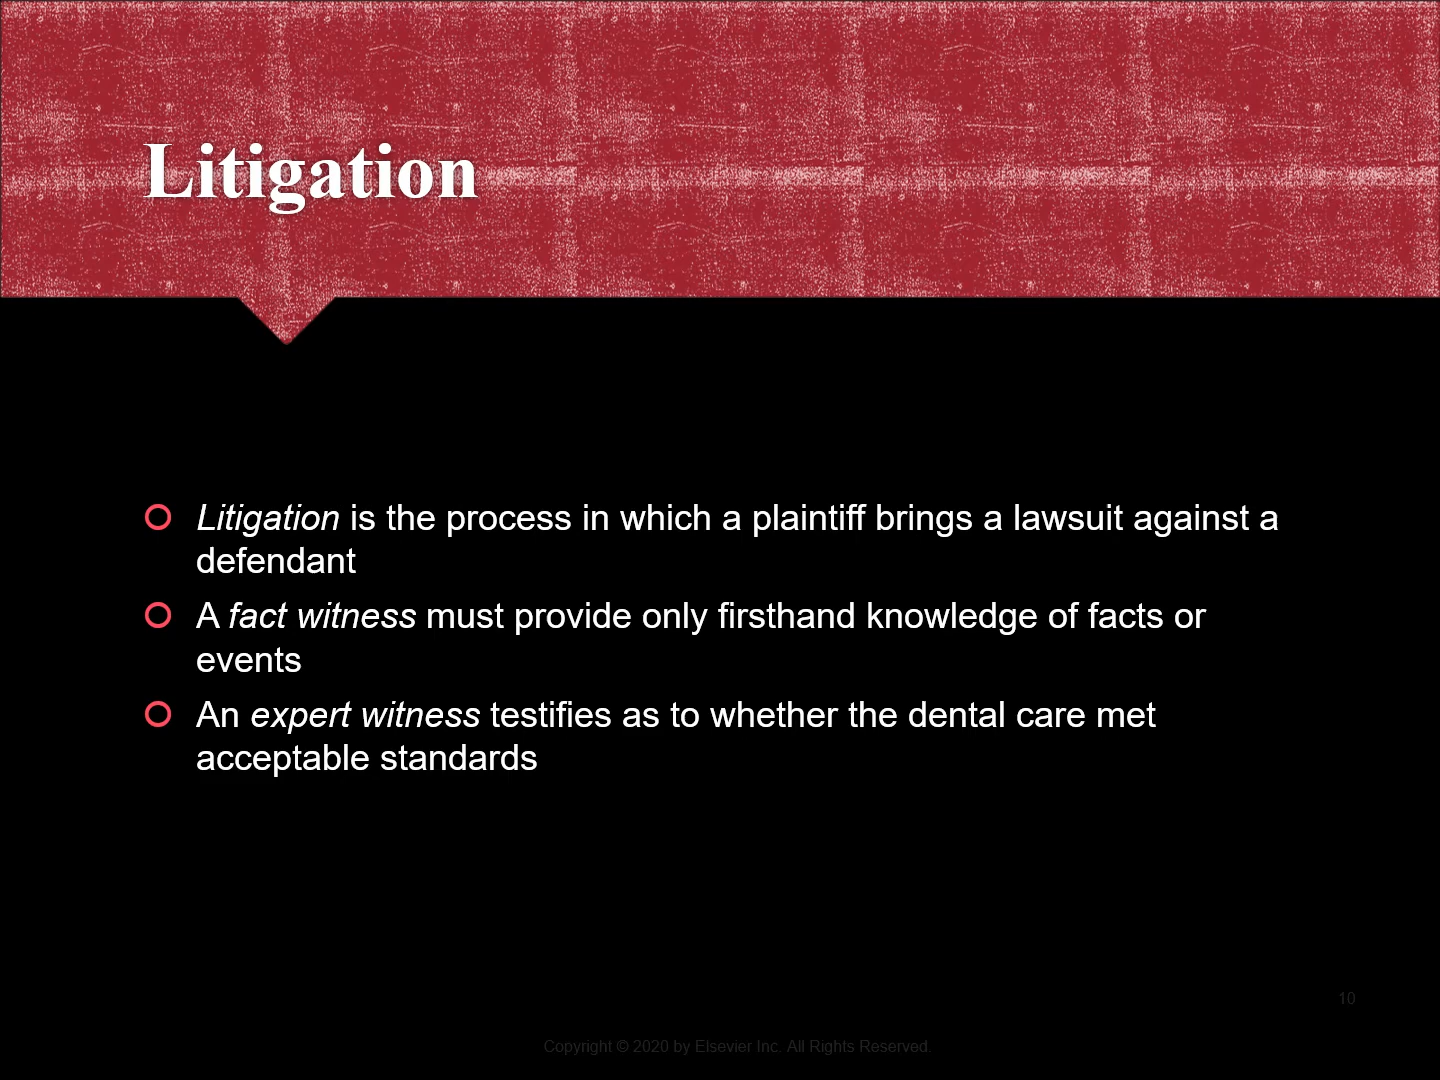 Litigation
Litigation is the process in which a plaintiff brings a lawsuit against a
defendant
A fact witness must provide only firsthand knowledge of facts or
events
An expert witness testifies as to whether the dental care met
acceptable standards
10
Copyright © 2020 by Elsevier Inc. All Rights Reserved.